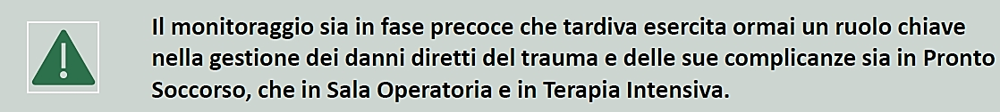 Il monitoraggio sia in fase precoce che tardiva esercita ormai un ruolo chiave
nella gestione dei danni diretti del trauma e delle sue complicanze sia in Pronto
Soccorso, che in Sala Operatoria e in Terapia Intensiva.